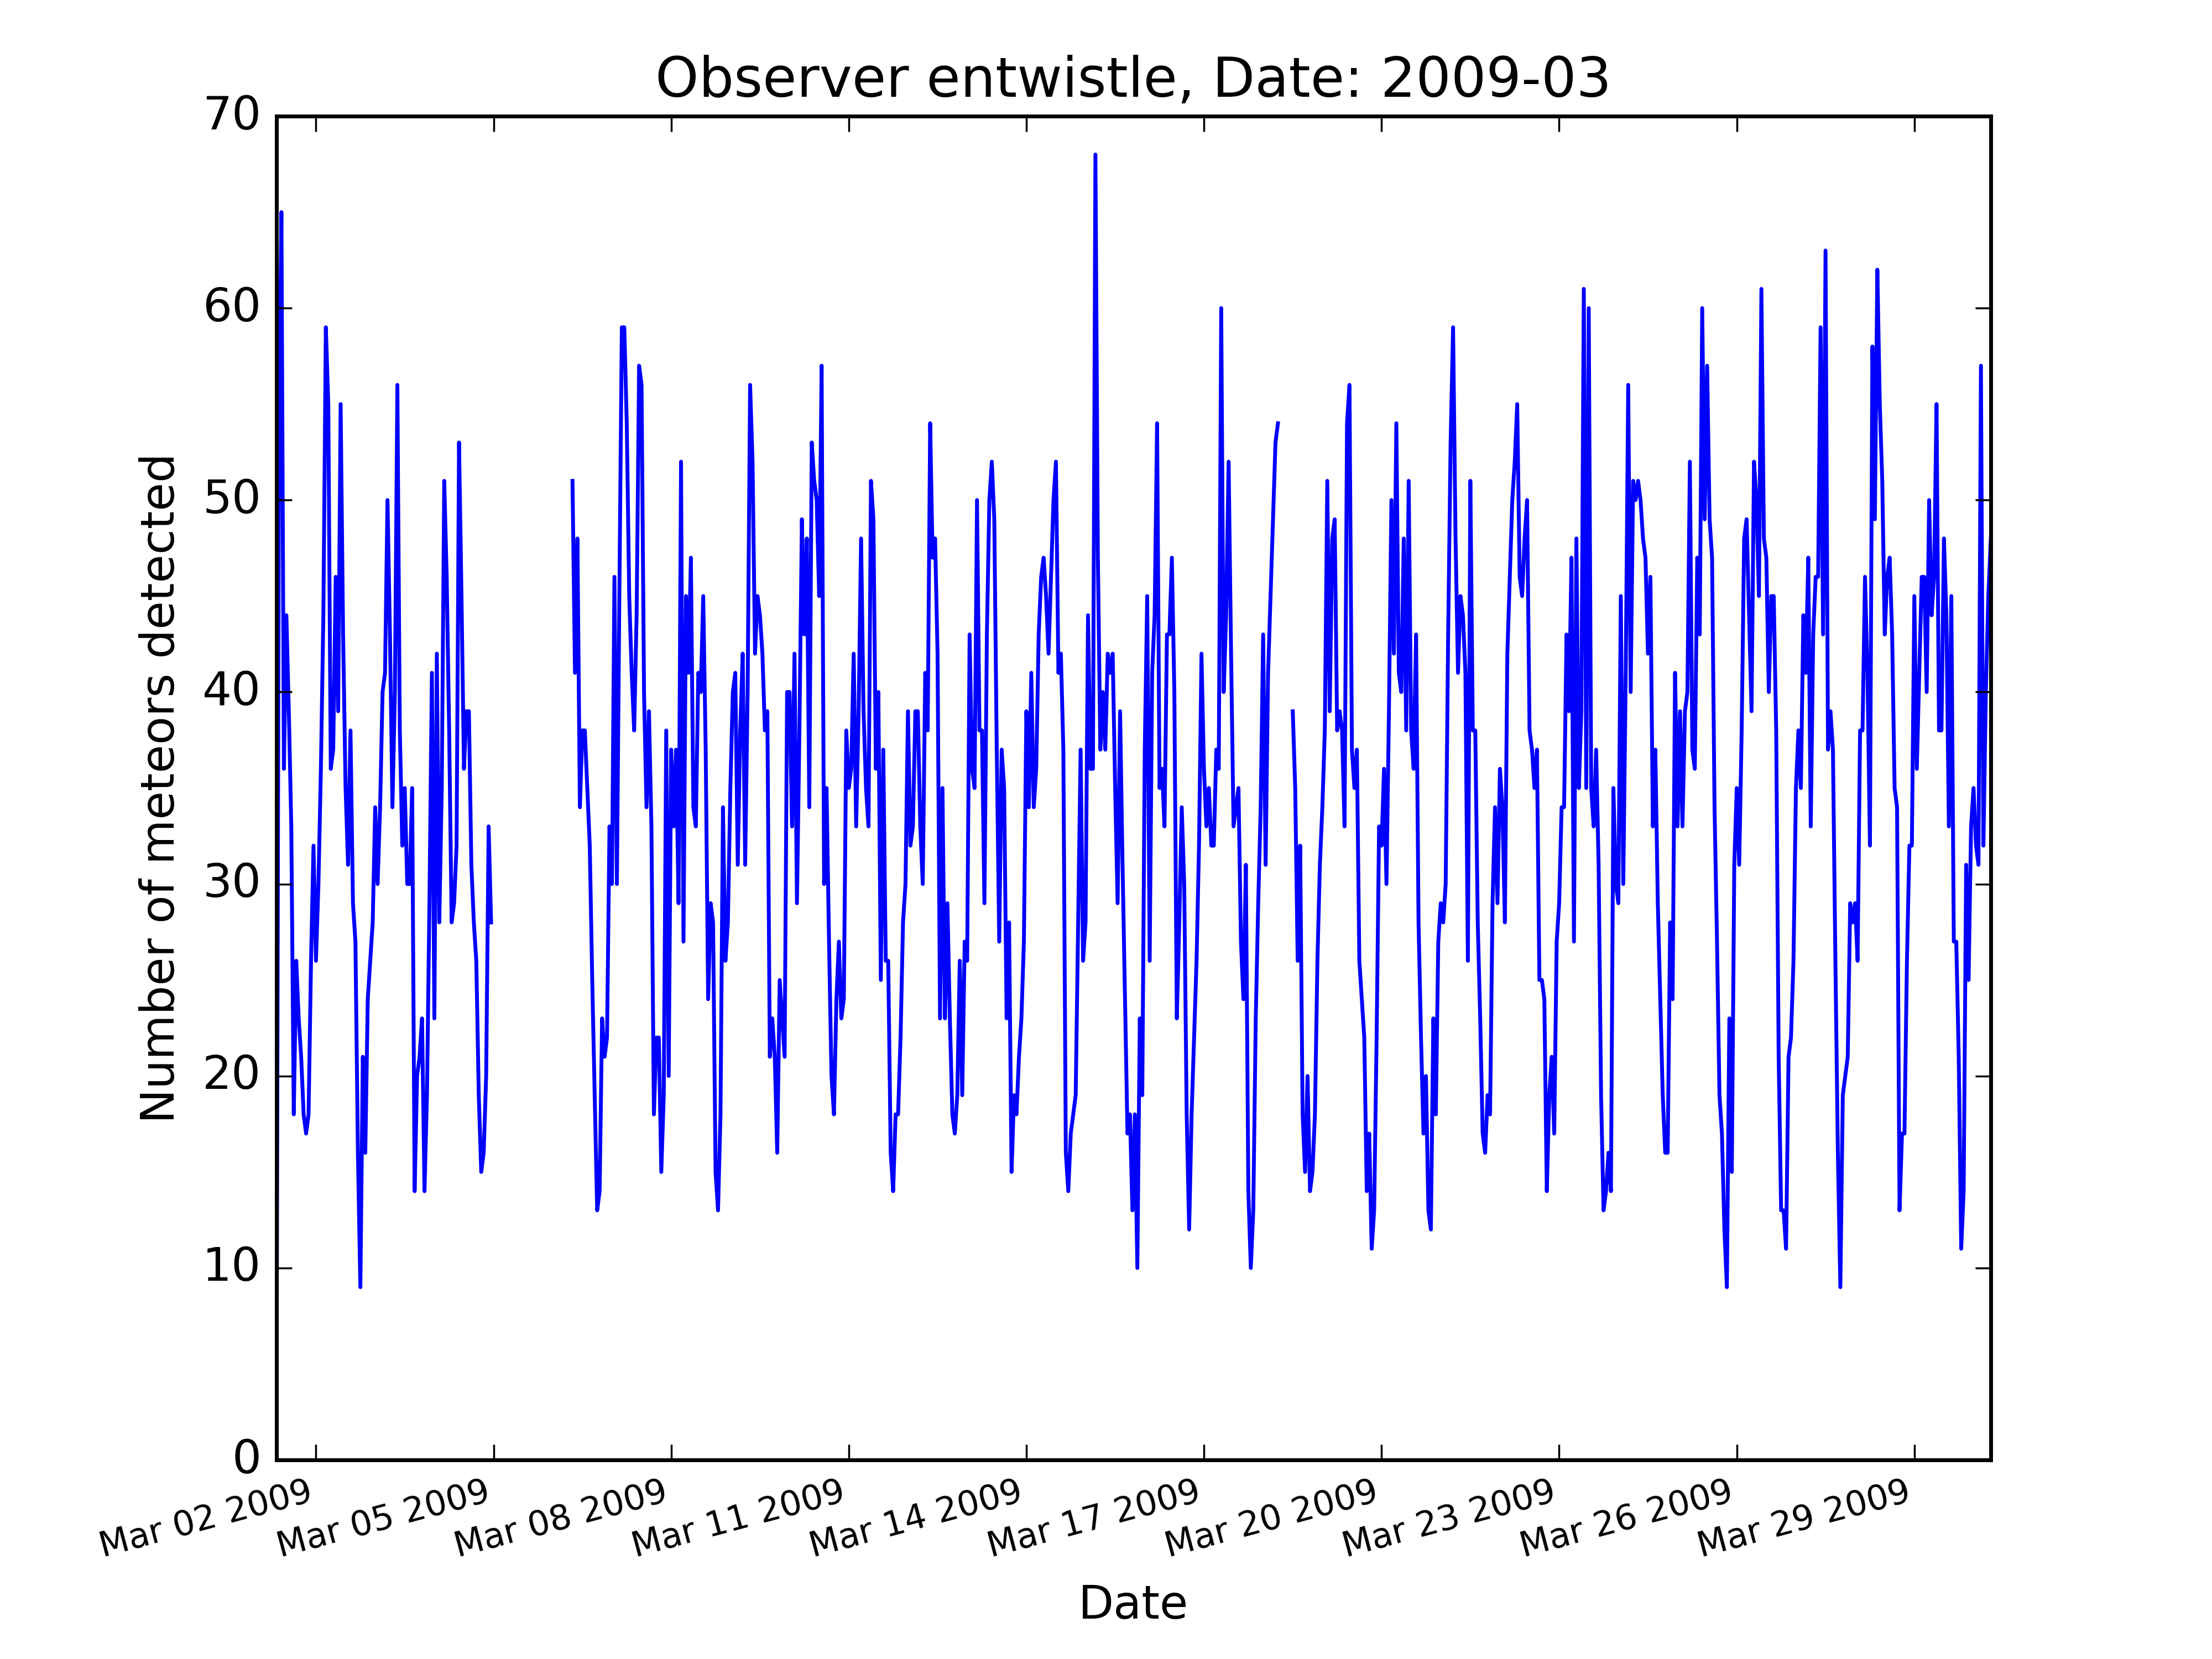 Observer entwistle, Date: 2009-03
Number of meteors detected
70
60
50
40
30
20
10
0
Mar 02 2009
Mar 05 2009
Mar 08 2009
Mar 11 2009
Mar 14 2009
Mar 17 2009
Mar 20 2009
Mar 23 2009
Mar 26 2009
Mar 29 2009
Date